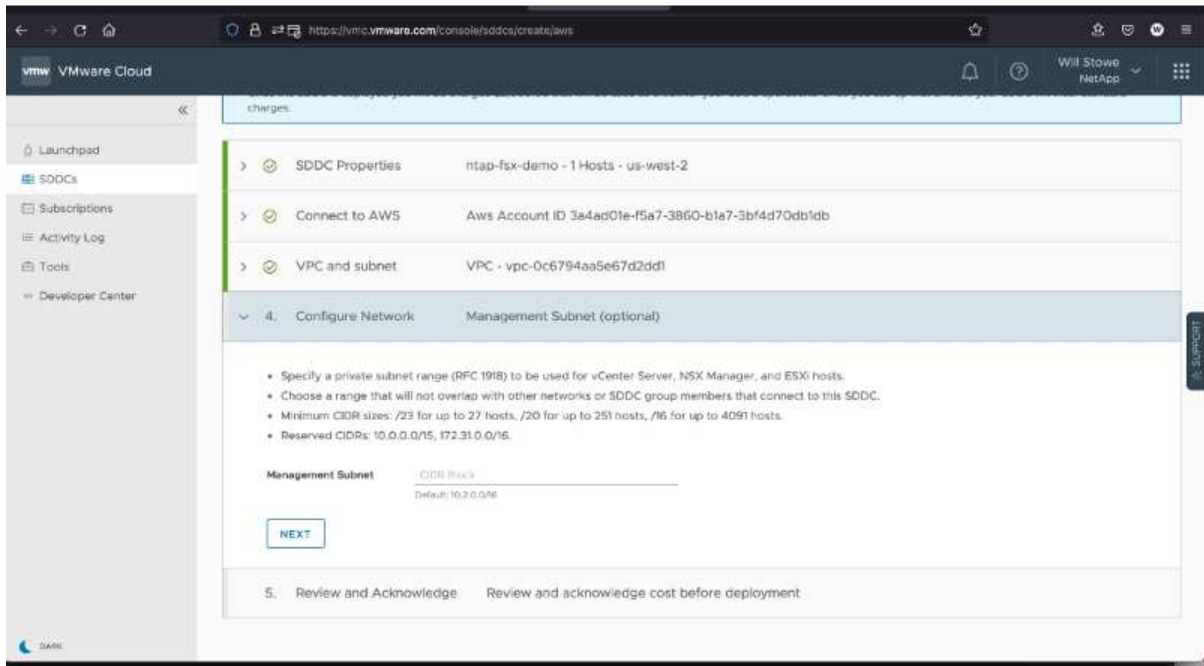 https://vmc.vmware.com/console/sddcs/create/aws
W
vmw VMware Cloud
Will Stowe
NetApp
charges.
Launchpad
SDDCs
Subscriptions
Activity Log
Tools
Developer Center
SDDC Properties ntap-fsx-demo - 1 Hosts - us-west-2
Connect to AWS Aws Account ID 3a4ad01e-f5a7-3860-b1a7-3bf4d70db1db
VPC and subnet VPC - vpc-0c6794aa5e67d2dd1
4. Configure Network Management Subnet (optional)
SUPPORT
• Specify a private subnet range (RFC 1918) to be used for vCenter Server, NSX Manager, and ESXi hosts.
• Choose a range that will not overlap with other networks or SDDC group members that connect to this SDDC.
• Minimum CIDR sizes: /23 for up to 27 hosts, /20 for up to 251 hosts, /16 for up to 4091 hosts.
• Reserved CIDRs: 10.0.0.0/15, 172.31.0.0/16.
Management Subnet CIDR Block
Default: 10.2.0.0/16
NEXT
5. Review and Acknowledge Review and acknowledge cost before deployment
DARK